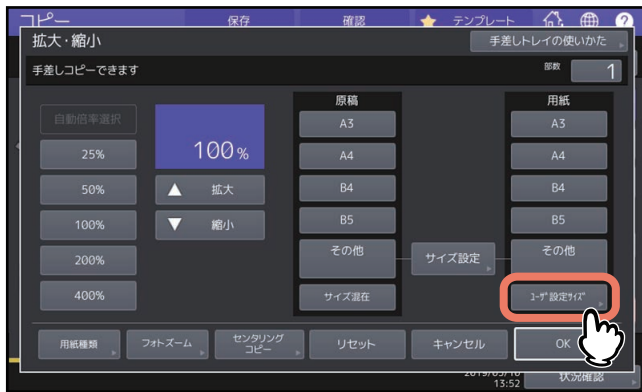 コピー
保存
確認
テンプレート
拡大・縮小
手差しトレイの使いかた
手差しコピーできます
部数
1
原稿
用紙
自動倍率選択
25%
50%
100%
200%
400%
100%
拡大
縮小
A3
A4
B4
B5
その他
サイズ混在
サイズ設定
A3
A4
B4
B5
その他
ﾕｰｻﾞ設定ｻｲｽﾞ
用紙種類
フォトズーム
センタリング
コピー
リセット
キャンセル
OK
2019/05/10
13:52
状況確認